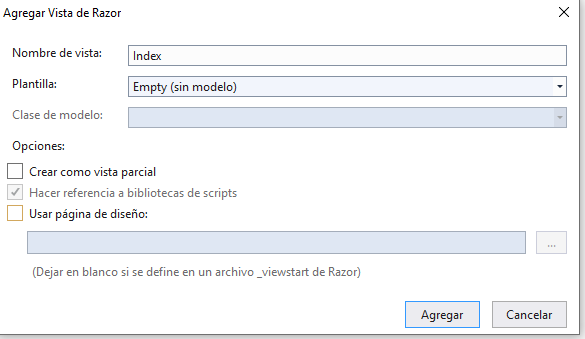 Agregar Vista de Razor
Nombre de vista: Index
Plantilla: Empty (sin modelo)
Clase de modelo:
Opciones:
Crear como vista parcial
Hacer referencia a bibliotecas de scripts
Usar página de diseño:
...
(Dejar en blanco si se define en un archivo _viewstart de Razor)
Agregar Cancelar